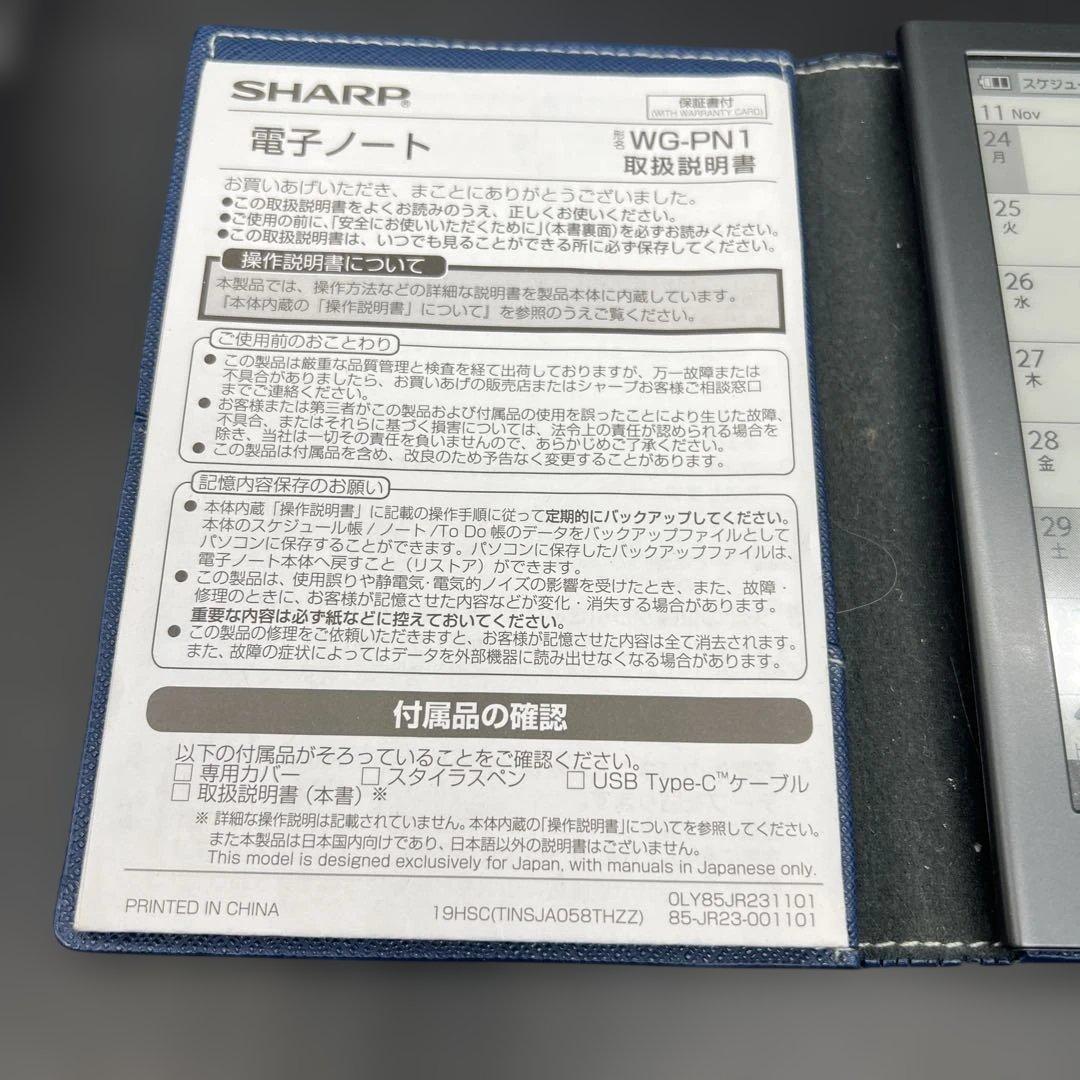 SHARP®
保証書付
(WITH WARRANTY CARD)
電子ノート
形名 WG-PN1
取扱説明書
お買いあげいただき、まことにありがとうございました。
●この取扱説明書をよくお読みのうえ、正しくお使いください。
●ご使用の前に、「安全にお使いいただくために」(本書裏面)を必ずお読みください。
●この取扱説明書は、いつでも見ることができる所に必ず保存してください。
操作説明書について
本製品では、操作方法などの詳細な説明書を製品本体に内蔵しています。
『本体内蔵の「操作説明書」について』を参照のうえご覧ください。
ご使用前のおことわり
● この製品は厳重な品質管理と検査を経て出荷しておりますが、万一故障または
不具合がありましたら、お買いあげの販売店またはシャープお客様ご相談窓口
までご連絡ください。
● お客様または第三者がこの製品および付属品の使用を誤ったことにより生じた故障、
不具合、またはそれらに基づく損害については、法令上の責任が認められる場合を
除き、当社は一切その責任を負いませんので、あらかじめご了承ください。
● この製品は付属品を含め、改良のため予告なく変更することがあります。
記憶内容保存のお願い
● 本体内蔵「操作説明書」に記載の操作手順に従って定期的にバックアップしてください。
本体のスケジュール帳/ノート/To Do 帳のデータをバックアップファイルとして
パソコンに保存することができます。パソコンに保存したバックアップファイルは、
電子ノート本体へ戻すこと(リストア)ができます。
● この製品は、使用誤りや静電気・電気的ノイズの影響を受けたとき、また、故障・
修理のときに、お客様が記憶させた内容などが変化・消失する場合があります。
重要な内容は必ず紙などに控えておいてください。
● この製品の修理をご依頼いただきますと、お客様が記憶させた内容は全て消去されます。
また、故障の症状によってはデータを外部機器に読み出せなくなる場合があります。
付属品の確認
以下の付属品がそろっていることをご確認ください。
□ 専用カバー □ スタイラスペン □ USB Type-C™ケーブル
□ 取扱説明書(本書)※
※ 詳細な操作説明は記載されていません。本体内蔵の「操作説明書」についてを参照してください。
また本製品は日本国内向けであり、日本語以外の説明書はございません。
This model is designed exclusively for Japan, with manuals in Japanese only.
PRINTED IN CHINA
19HSC(TINSJA058THZZ)
0LY85JR231101
85-JR23-001101
スケジュー
11 Nov
24
月
25
火
26
水
27
木
28
金
29
土